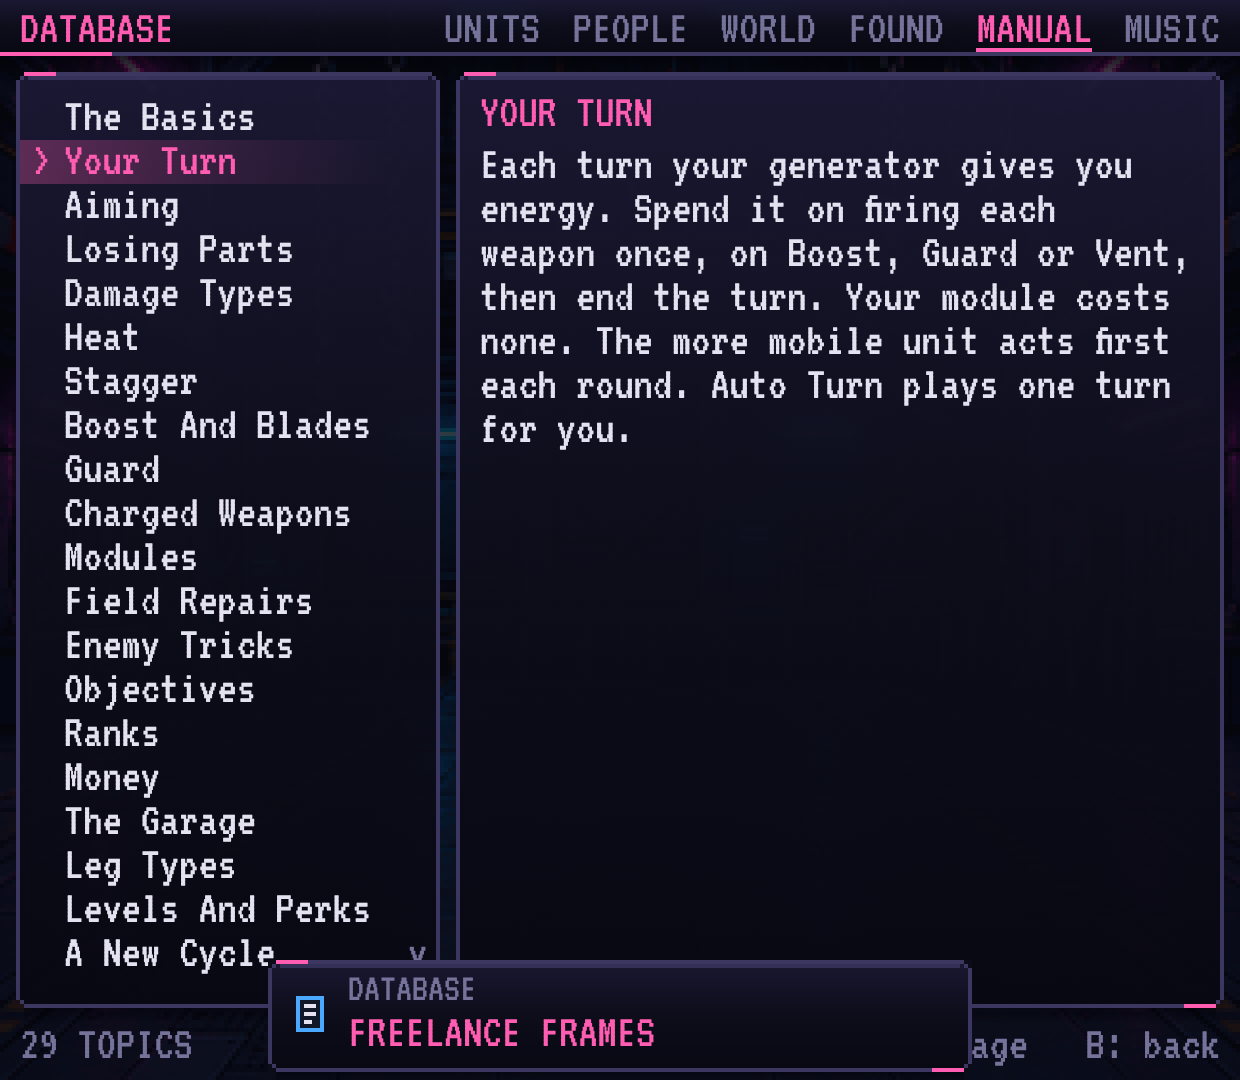 DATABASE UNITS PEOPLE WORLD FOUND MANUAL MUSIC
The Basics
> Your Turn
Aiming
Losing Parts
Damage Types
Heat
Stagger
Boost And Blades
Guard
Charged Weapons
Modules
Field Repairs
Enemy Tricks
Objectives
Ranks
Money
The Garage
Leg Types
Levels And Perks
A New Cycle
YOUR TURN
Each turn your generator gives you
energy. Spend it on firing each
weapon once, on Boost, Guard or Vent,
then end the turn. Your module costs
none. The more mobile unit acts first
each round. Auto Turn plays one turn
for you.
DATABASE
FREELANCE FRAMES
29 TOPICS
B: back